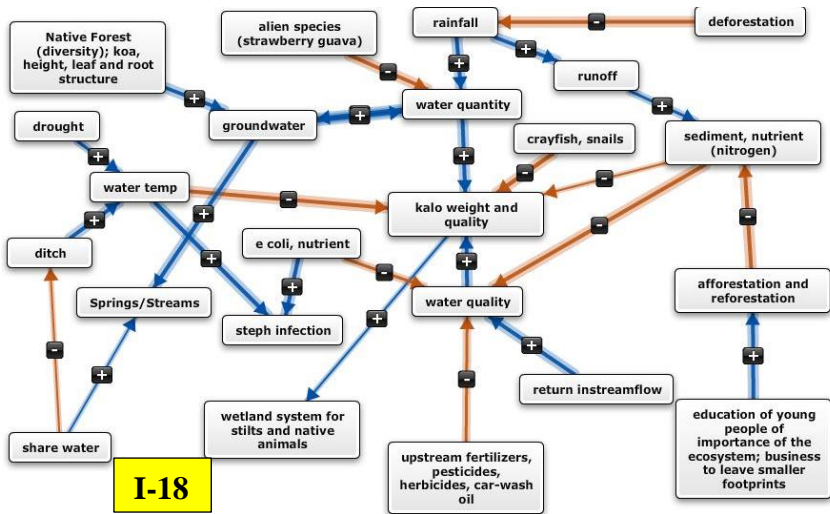 alien species
(strawberry guava)
rainfall
-
deforestation
Native Forest
(diversity); koa,
height, leaf and root
structure
-
+
+
runoff
+
water quantity
+
+
drought
groundwater
+
crayfish, snails
sediment, nutrient
(nitrogen)
+
+
-
water temp
-
-
kalo weight and
quality
+
+
-
-
ditch
e coli, nutrient
+
+
-
+
afforestation and
reforestation
Springs/Streams
water quality
steph infection
+
-
+
+
+
-
return instreamflow
wetland system for
stilts and native
animals
education of young
people of
importance of the
ecosystem; business
to leave smaller
footprints
share water
upstream fertilizers,
pesticides,
herbicides, car-wash
oil
I-18